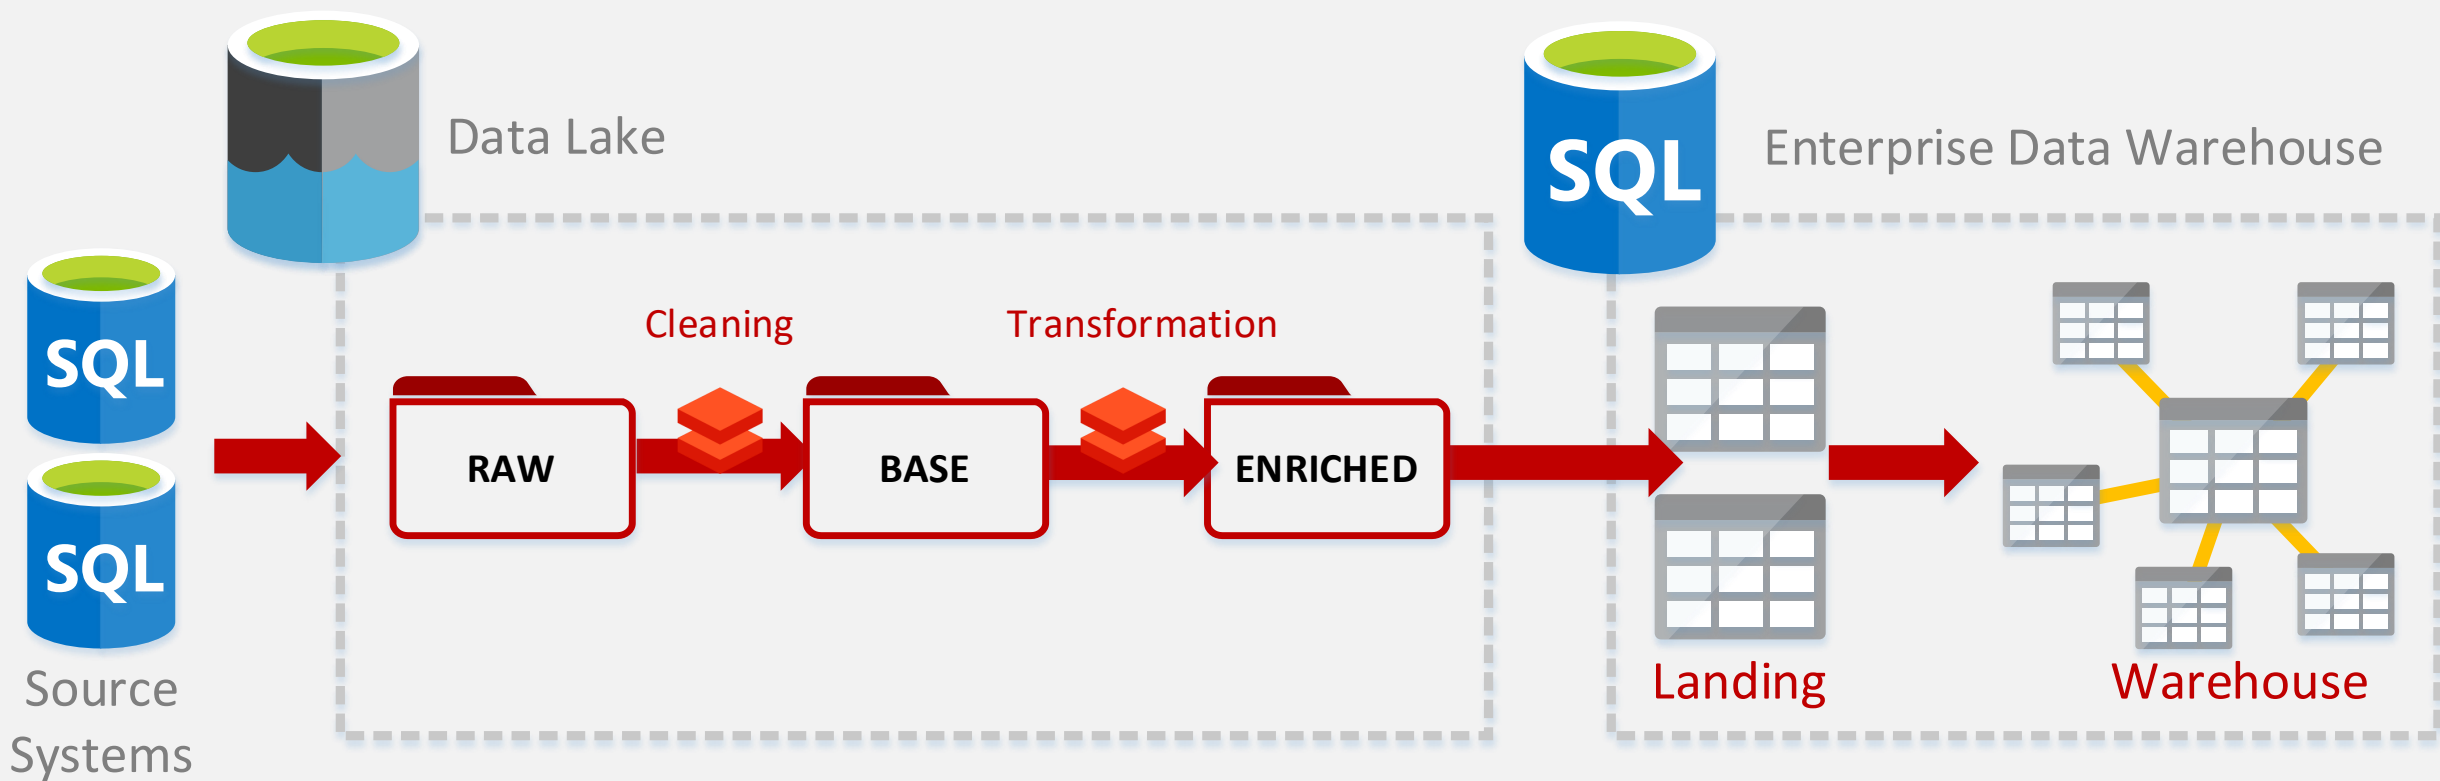 Data Lake
SQL
Enterprise Data Warehouse
SQL
SQL
Source
Systems
Cleaning
Transformation
RAW
BASE
ENRICHED
Landing
Warehouse